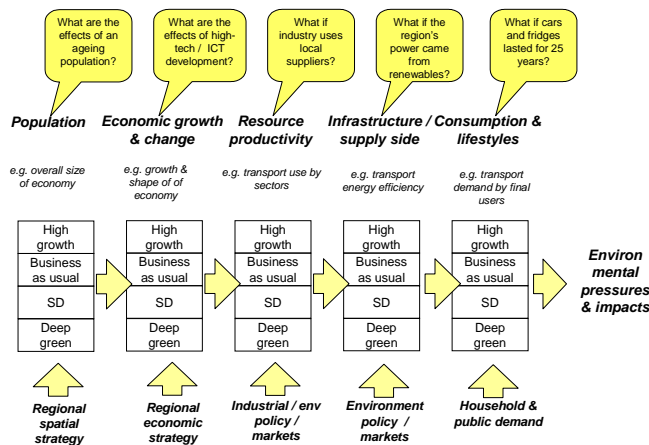 What are the
effects of an
ageing
population?
What are the
effects of high-
tech / ICT
development?
What if
industry uses
local
suppliers?
What if the
region's
power came
from
renewables?
What if cars
and fridges
lasted for 25
years?
Population
Economic growth
& change
Resource
productivity
Infrastructure /
supply side
Consumption &
lifestyles
e.g. overall size
of economy
e.g. growth &
shape of of
economy
e.g. transport use by
sectors
e.g. transport
energy efficiency
e.g. transport
demand by final
users
High
growth
Business
as usual
SD
Deep
green
High
growth
Business
as usual
SD
Deep
green
High
growth
Business
as usual
SD
Deep
green
High
growth
Business
as usual
SD
Deep
green
High
growth
Business
as usual
SD
Deep
green
Environ
mental
pressures
& impacts
Regional
spatial
strategy
Regional
economic
strategy
Industrial / env
policy /
markets
Environment
policy /
markets
Household &
public demand